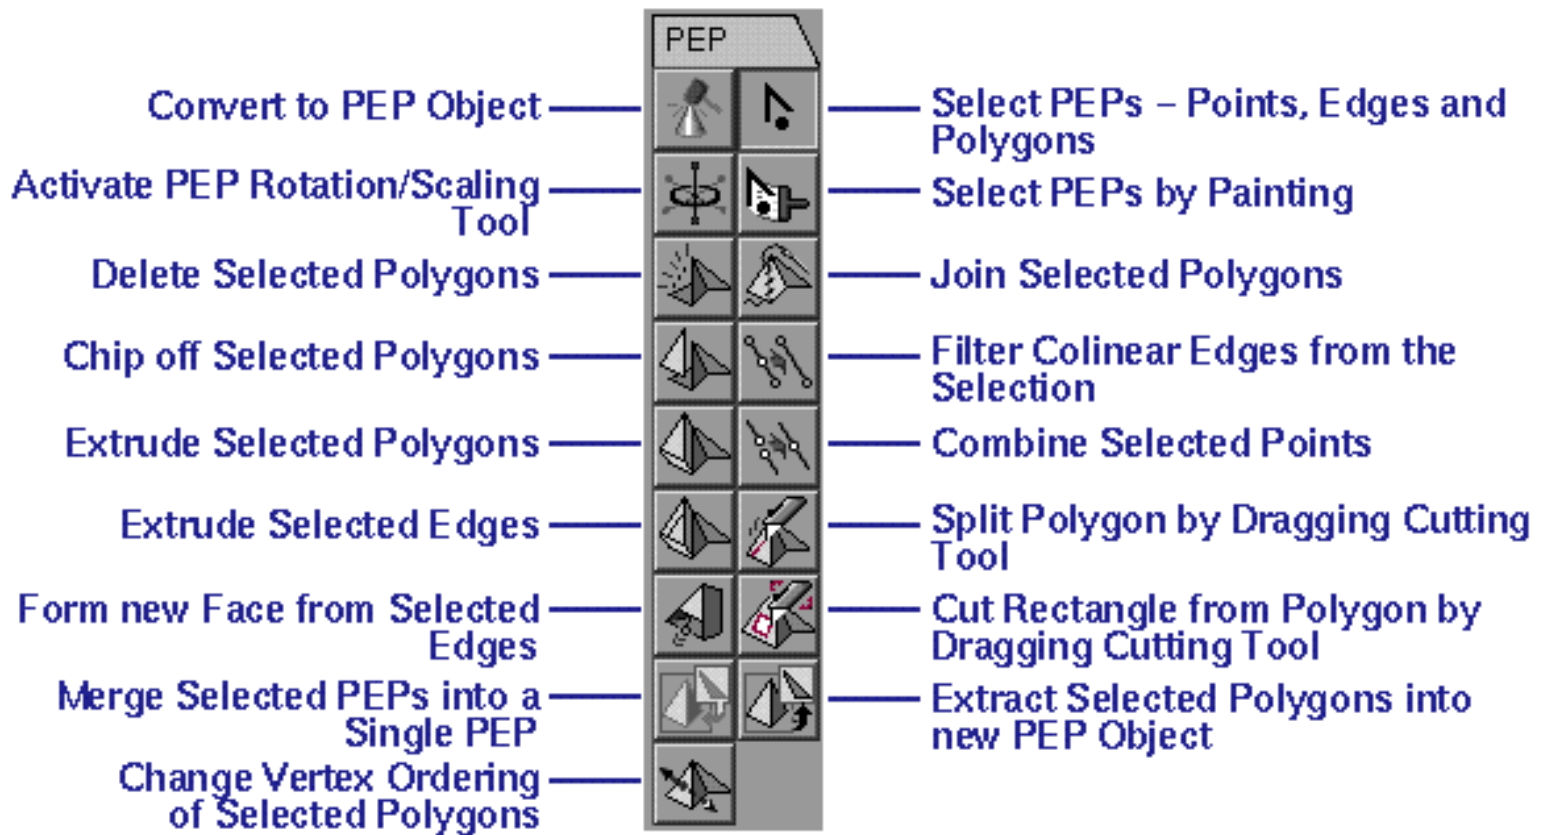 PEP
Convert to PEP Object
Select PEPs – Points, Edges and
Polygons
Activate PEP Rotation/Scaling
Tool
Select PEPs by Painting
Delete Selected Polygons
Join Selected Polygons
Chip off Selected Polygons
Filter Colinear Edges from the
Selection
Extrude Selected Polygons
Combine Selected Points
Extrude Selected Edges
Split Polygon by Dragging Cutting
Tool
Form new Face from Selected
Edges
Cut Rectangle from Polygon by
Dragging Cutting Tool
Merge Selected PEPs into a
Single PEP
Extract Selected Polygons into
new PEP Object
Change Vertex Ordering
of Selected Polygons